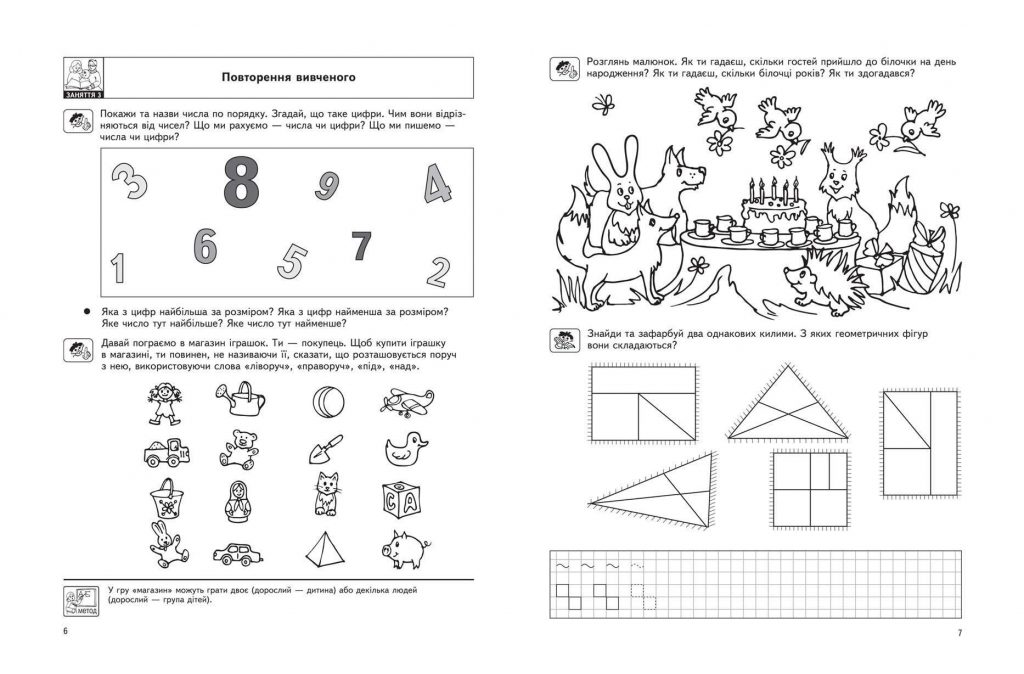 ЗАНЯТТЯ 3
Повторення вивченого
Покажи та назви числа по порядку. Згадай, що таке цифри. Чим вони відріз-
няються від чисел? Що ми рахуємо — числа чи цифри? Що ми пишемо —
числа чи цифри?
3 8 9 4
1 6 5 7 2
● Яка з цифр найбільша за розміром? Яка з цифр найменша за розміром?
Яке число тут найбільше? Яке число тут найменше?
Давай пограємо в магазин іграшок. Ти — покупець. Щоб купити іграшку
в магазині, ти повинен, не називаючи її, сказати, що розташовується поруч
з нею, використовуючи слова «ліворуч», «праворуч», «під», «над».
СА
МЕТОД
У гру «магазин» можуть грати двоє (дорослий — дитина) або декілька людей
(дорослий — група дітей).
6
Розглянь малюнок. Як ти гадаєш, скільки гостей прийшло до білочки на день
народження? Як ти гадаєш, скільки білочці років? Як ти здогадався?
Знайди та зафарбуй два однакових килими. З яких геометричних фігур
вони складаються?
7